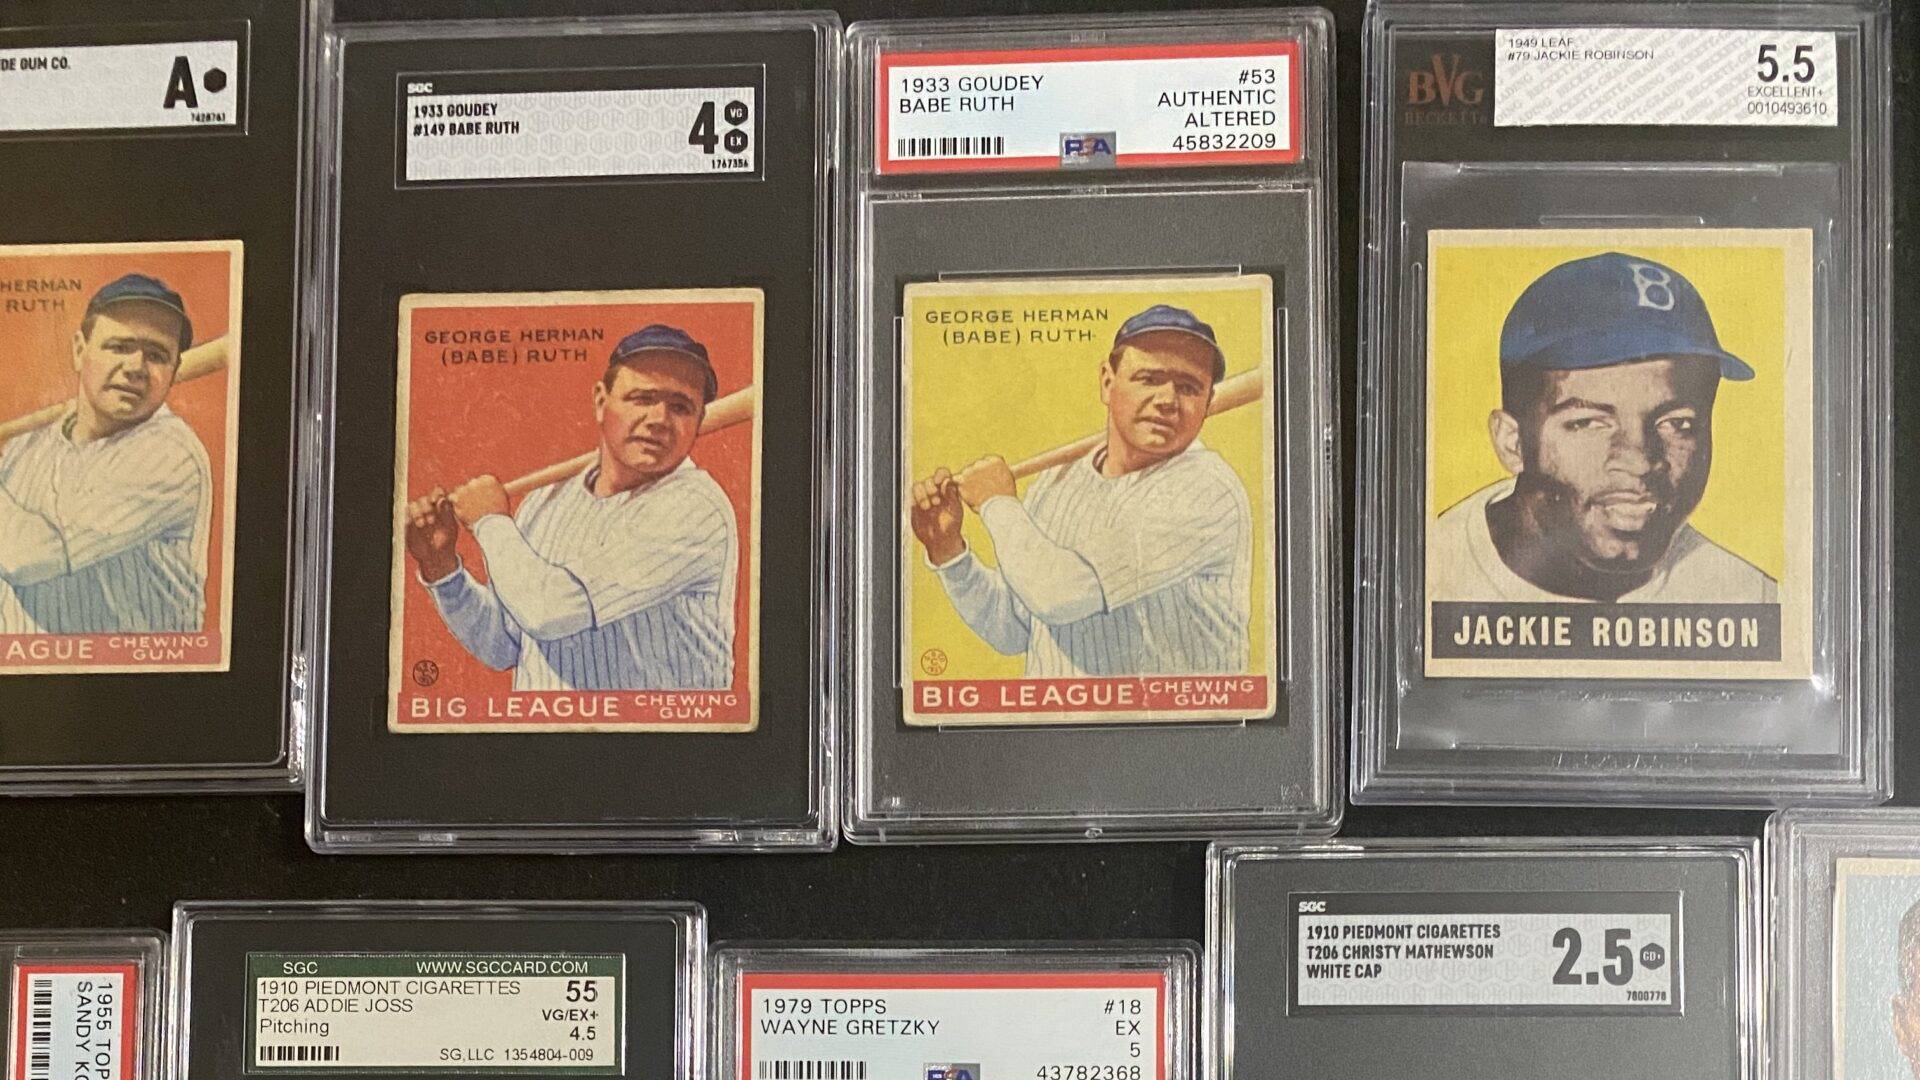 DE GUM CO.
A
7428763
HERMAN
RUTH
AGUE CHEWING
GUM
SGC
1933 GOUDEY
#149 BABE RUTH
4
VG
EX
1767356
GEORGE HERMAN
(BABE) RUTH
BIG LEAGUE CHEWING
GUM
1933 GOUDEY #53
BABE RUTH AUTHENTIC
ALTERED
PSA 45832209
GEORGE HERMAN
(BABE) RUTH
BIG LEAGUE CHEWING
GUM
BVG
BECKETT
1949 LEAF
#79 JACKIE ROBINSON
5.5
EXCELLENT+
0010493610
B
JACKIE ROBINSON
1955 TOP
SANDY KO
SGC WWW.SGCCARD.COM
1910 PIEDMONT CIGARETTES 55
T206 ADDIE JOSS VG/EX+
Pitching 4.5
SG,LLC 1354804-009
1979 TOPPS #18
WAYNE GRETZKY EX
5
43782368
SGC
1910 PIEDMONT CIGARETTES
T206 CHRISTY MATHEWSON
WHITE CAP
2.5
GD+
7800778